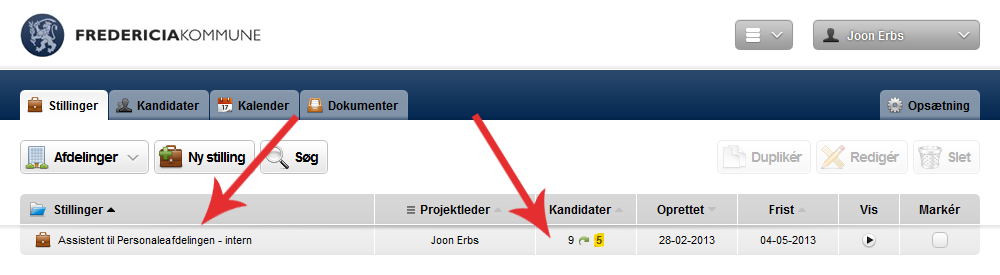 FREDERICIAKOMMUNE
Joon Erbs
Stillinger
Kandidater
17
Kalender
Dokumenter
Opsætning
Afdelinger
Ny stilling
Søg
Duplikér
Redigér
Slet
Stillinger Projektleder Kandidater Oprettet Frist Vis Markér
Assistent til Personaleafdelingen - intern Joon Erbs 9 5 28-02-2013 04-05-2013